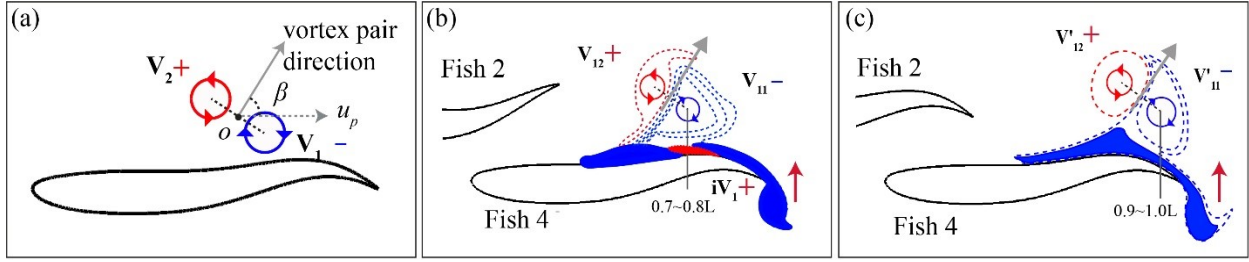 (a)
vortex pair
direction
V₂+
β
o
uₚ
V₁−
(b)
Fish 2
V₁₂+
V₁₁−
iV₁+
0.7~0.8L
Fish 4
(c)
Fish 2
V'₁₂+
V'₁₁−
0.9~1.0L
Fish 4